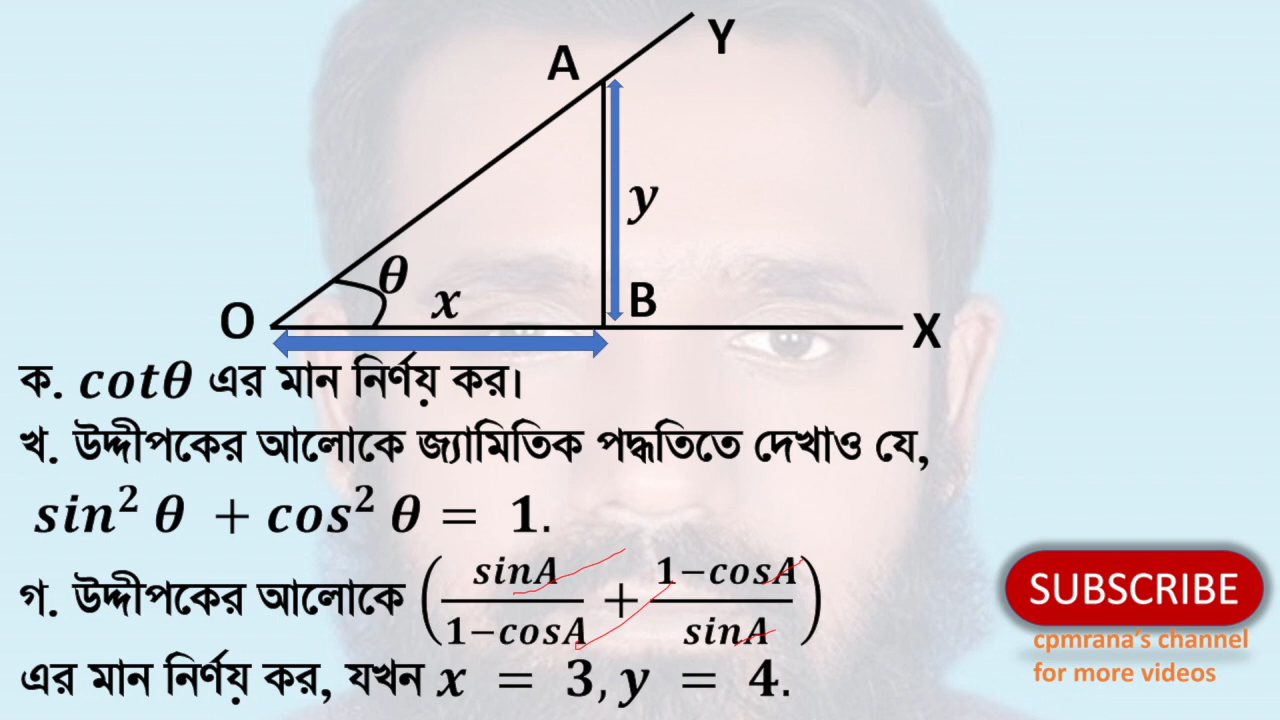 Y
A
y
θ
x
B
O
X
ক. cotθ এর মান নির্ণয় কর।
খ. উদ্দীপকের আলোকে জ্যামিতিক পদ্ধতিতে দেখাও যে,
sin² θ + cos² θ = 1.
গ. উদ্দীপকের আলোকে (sinA/1−cosA + 1−cosA/sinA)
এর মান নির্ণয় কর, যখন x = 3, y = 4.
SUBSCRIBE
cpmrana's channel
for more videos